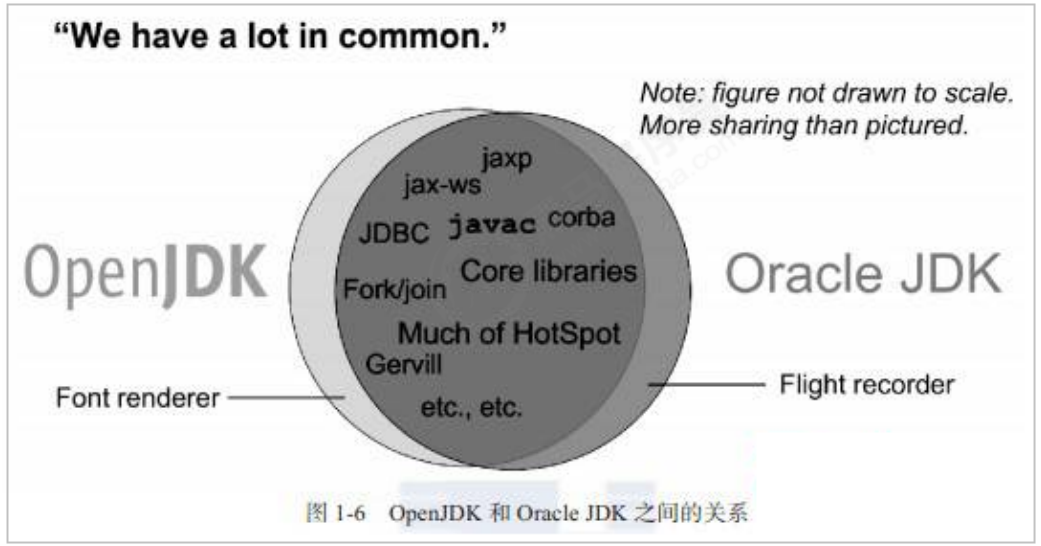 “We have a lot in common.”
Note: figure not drawn to scale.
More sharing than pictured.
jaxp
jax-ws
JDBC javac corba
OpenJDK
Oracle JDK
Core libraries
Fork/join
Much of HotSpot
Gervill
Font renderer
Flight recorder
etc., etc.
图 1-6 OpenJDK 和 Oracle JDK 之间的关系